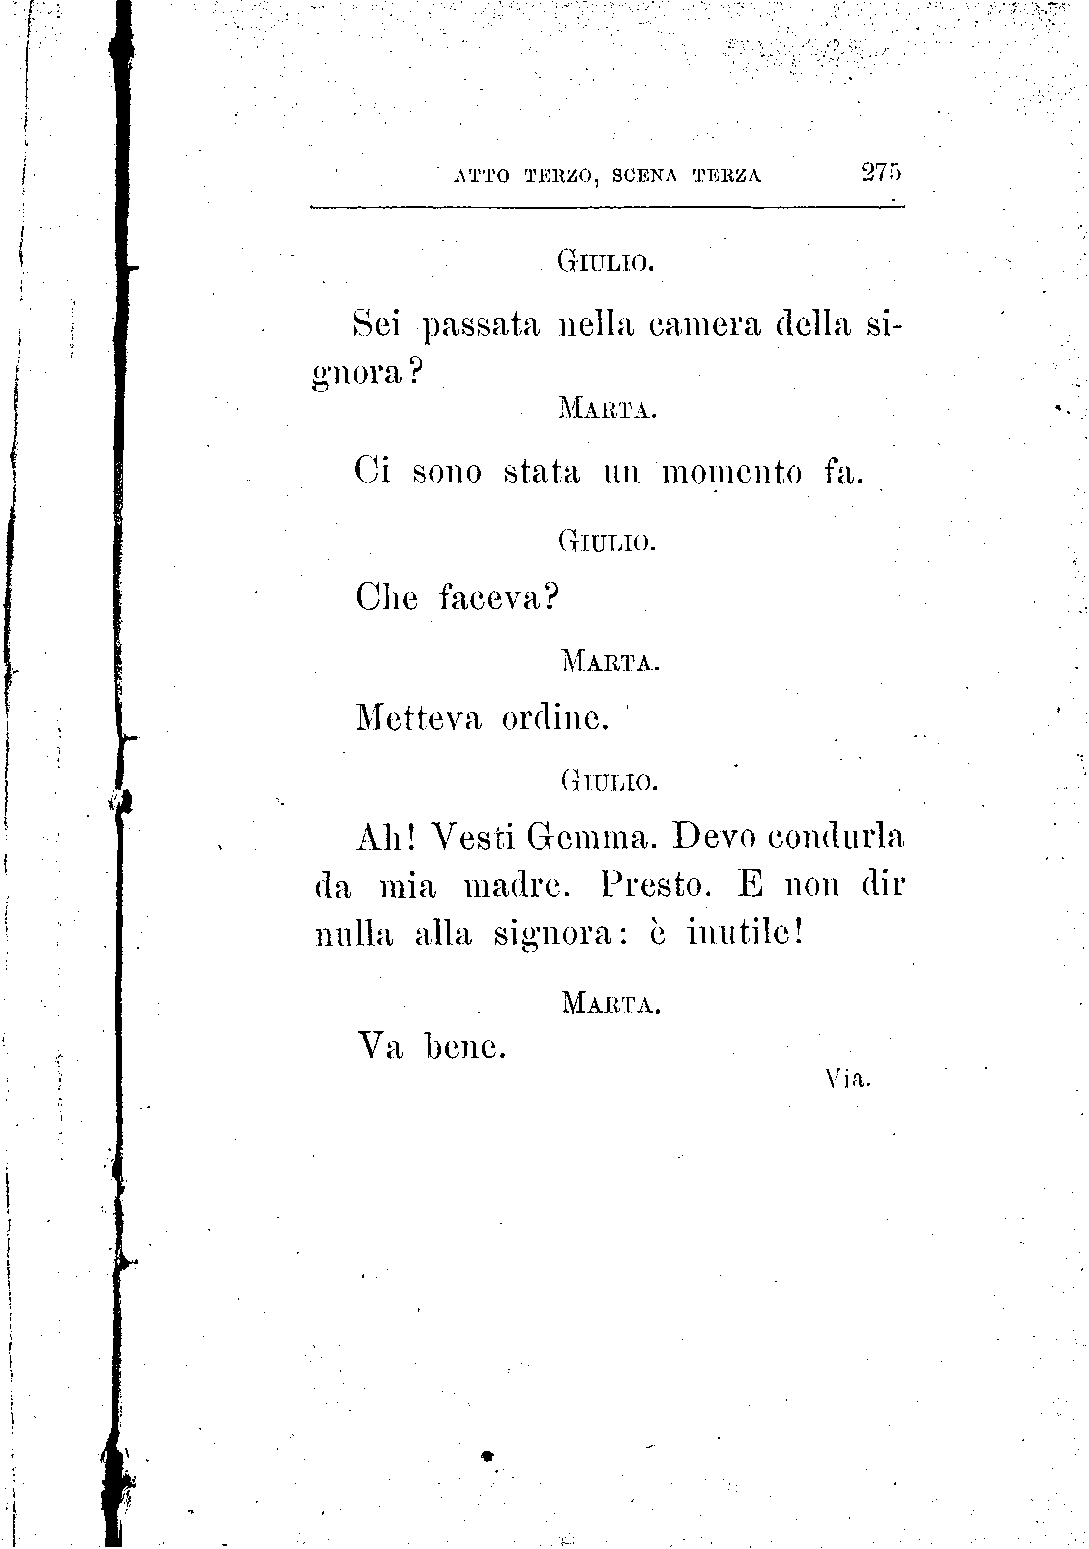 ATTO TERZO, SCENA TERZA 275
GIULIO.
Sei passata nella camera della si-
gnora?
MARTA.
Ci sono stata un momento fa.
GIULIO.
Che faceva?
MARTA.
Metteva ordine.
GIULIO.
Ah! Vesti Gemma. Devo condurla
da mia madre. Presto. E non dir
nulla alla signora: è inutile!
MARTA.
Va bene.
Via.